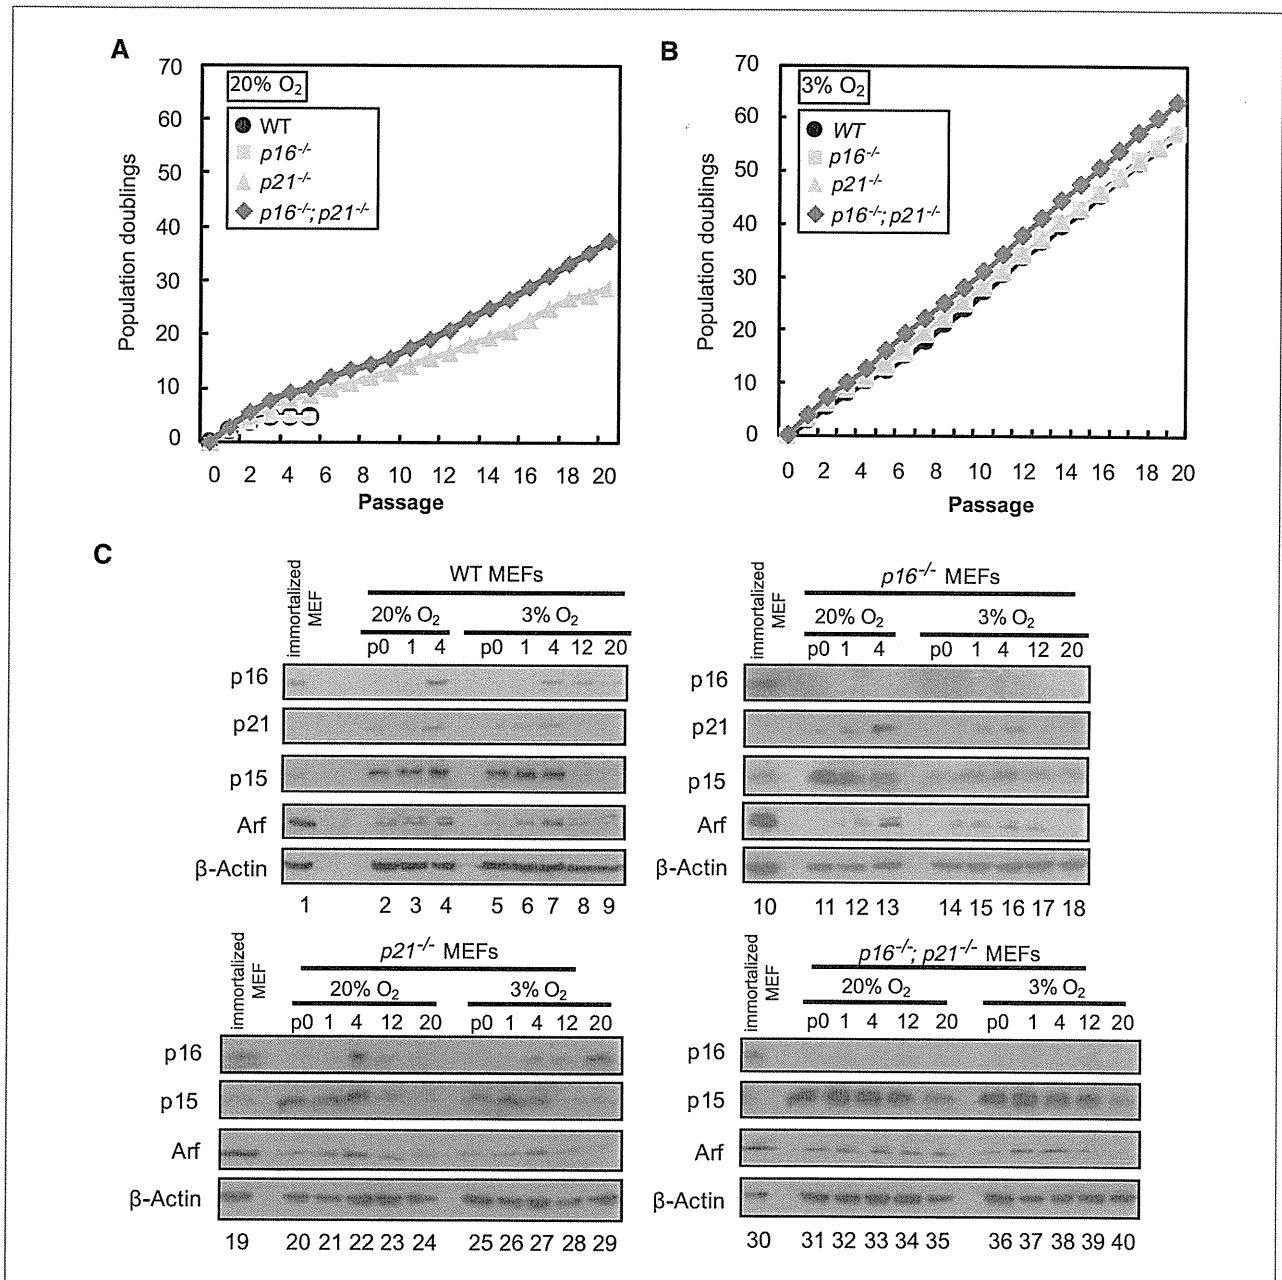 A
70
60
50
40
30
20
10
0
Population doublings
20% O₂
WT
p16⁻/⁻
p21⁻/⁻
p16⁻/⁻; p21⁻/⁻
0 2 4 6 8 10 12 14 16 18 20
Passage
B
70
60
50
40
30
20
10
0
Population doublings
3% O₂
WT
p16⁻/⁻
p21⁻/⁻
p16⁻/⁻; p21⁻/⁻
0 2 4 6 8 10 12 14 16 18 20
Passage
C
immortalized
MEF
WT MEFs
20% O₂ 3% O₂
p0 1 4 p0 1 4 12 20
p16
p21
p15
Arf
β-Actin
1 2 3 4 5 6 7 8 9
immortalized
MEF
p16⁻/⁻ MEFs
20% O₂ 3% O₂
p0 1 4 p0 1 4 12 20
p16
p21
p15
Arf
β-Actin
10 11 12 13 14 15 16 17 18
immortalized
MEF
p21⁻/⁻ MEFs
20% O₂ 3% O₂
p0 1 4 12 20 p0 1 4 12 20
p16
p15
Arf
β-Actin
19 20 21 22 23 24 25 26 27 28 29
immortalized
MEF
p16⁻/⁻; p21⁻/⁻ MEFs
20% O₂ 3% O₂
p0 1 4 12 20 p0 1 4 12 20
p16
p15
Arf
β-Actin
30 31 32 33 34 35 36 37 38 39 40